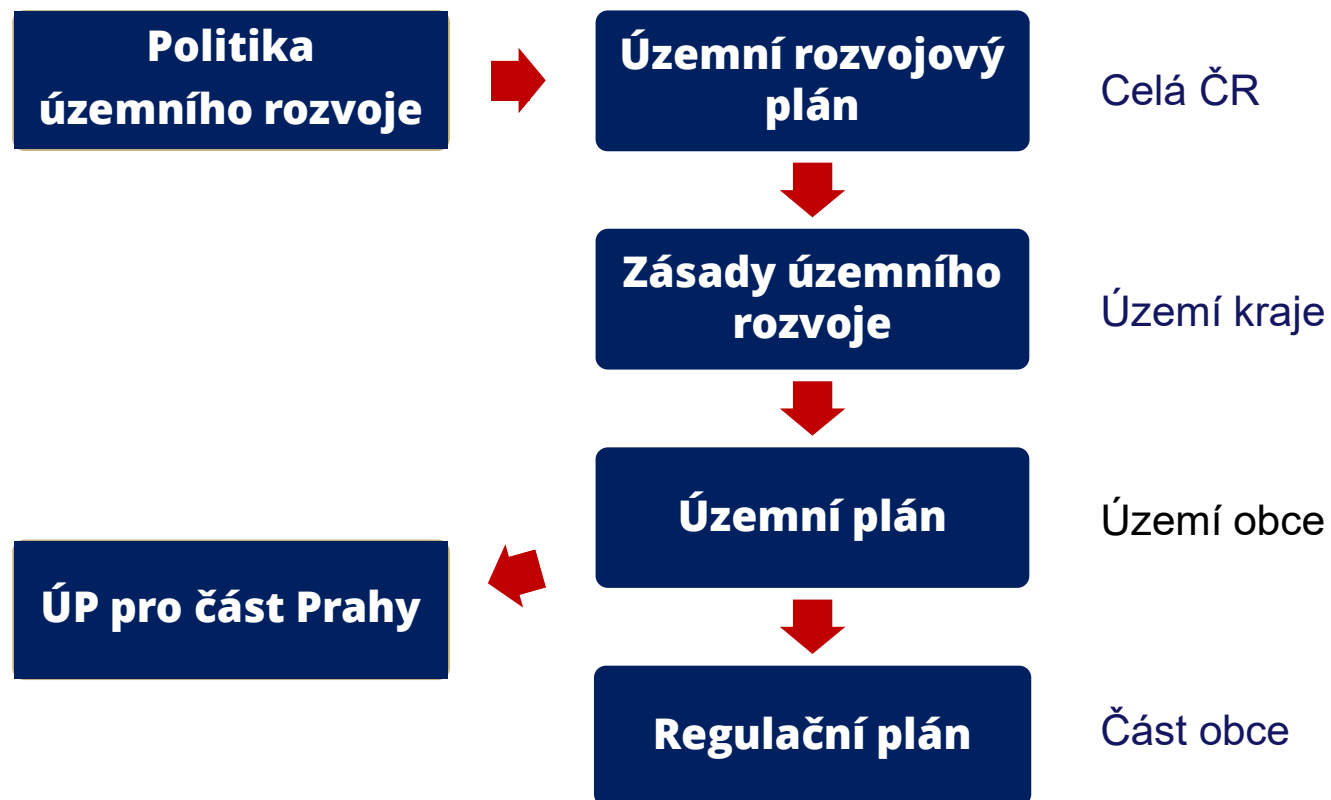 Politika
územního rozvoje
Územní rozvojový
plán
Celá ČR
Zásady územního
rozvoje
Území kraje
Územní plán
Území obce
ÚP pro část Prahy
Regulační plán
Část obce